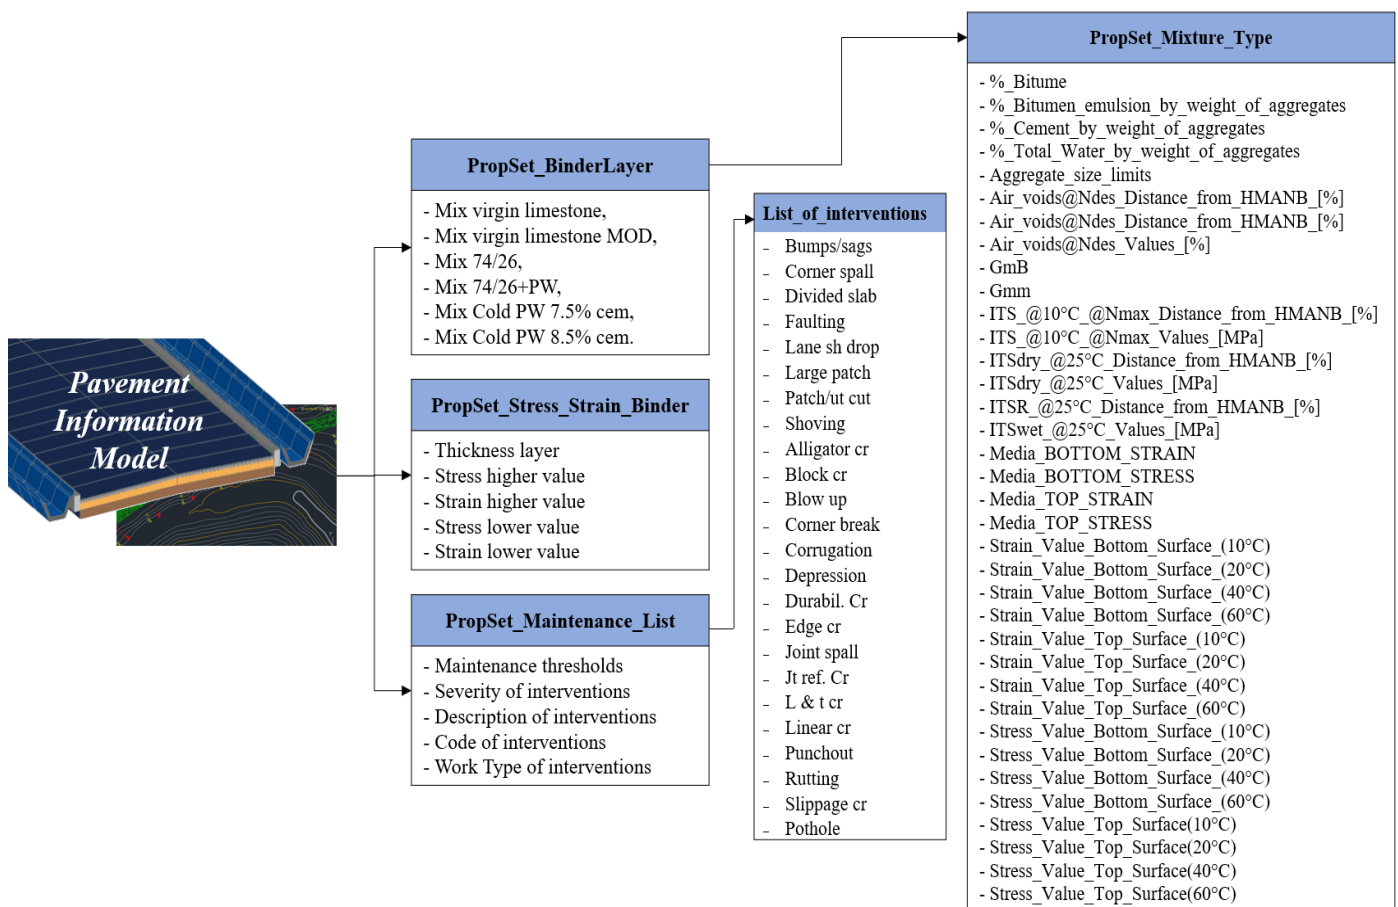 Pavement
Information
Model
PropSet_BinderLayer
- Mix virgin limestone,
- Mix virgin limestone MOD,
- Mix 74/26,
- Mix 74/26+PW,
- Mix Cold PW 7.5% cem,
- Mix Cold PW 8.5% cem.
PropSet_Stress_Strain_Binder
- Thickness layer
- Stress higher value
- Strain higher value
- Stress lower value
- Strain lower value
PropSet_Maintenance_List
- Maintenance thresholds
- Severity of interventions
- Description of interventions
- Code of interventions
- Work Type of interventions
List_of_interventions
- Bumps/sags
- Corner spall
- Divided slab
- Faulting
- Lane sh drop
- Large patch
- Patch/ut cut
- Shoving
- Alligator cr
- Block cr
- Blow up
- Corner break
- Corrugation
- Depression
- Durabil. Cr
- Edge cr
- Joint spall
- Jt ref. Cr
- L & t cr
- Linear cr
- Punchout
- Rutting
- Slippage cr
- Pothole
PropSet_Mixture_Type
- %_Bitume
- %_Bitumen_emulsion_by_weight_of_aggregates
- %_Cement_by_weight_of_aggregates
- %_Total_Water_by_weight_of_aggregates
- Aggregate_size_limits
- Air_voids@Ndes_Distance_from_HMANB_[%]
- Air_voids@Ndes_Distance_from_HMANB_[%]
- Air_voids@Ndes_Values_[%]
- GmB
- Gmm
- ITS_@10°C_@Nmax_Distance_from_HMANB_[%]
- ITS_@10°C_@Nmax_Values_[MPa]
- ITSdry_@25°C_Distance_from_HMANB_[%]
- ITSdry_@25°C_Values_[MPa]
- ITSR_@25°C_Distance_from_HMANB_[%]
- ITSwet_@25°C_Values_[MPa]
- Media_BOTTOM_STRAIN
- Media_BOTTOM_STRESS
- Media_TOP_STRAIN
- Media_TOP_STRESS
- Strain_Value_Bottom_Surface_(10°C)
- Strain_Value_Bottom_Surface_(20°C)
- Strain_Value_Bottom_Surface_(40°C)
- Strain_Value_Bottom_Surface_(60°C)
- Strain_Value_Top_Surface_(10°C)
- Strain_Value_Top_Surface_(20°C)
- Strain_Value_Top_Surface_(40°C)
- Strain_Value_Top_Surface_(60°C)
- Stress_Value_Bottom_Surface_(10°C)
- Stress_Value_Bottom_Surface_(20°C)
- Stress_Value_Bottom_Surface_(40°C)
- Stress_Value_Bottom_Surface_(60°C)
- Stress_Value_Top_Surface(10°C)
- Stress_Value_Top_Surface(20°C)
- Stress_Value_Top_Surface(40°C)
- Stress_Value_Top_Surface(60°C)